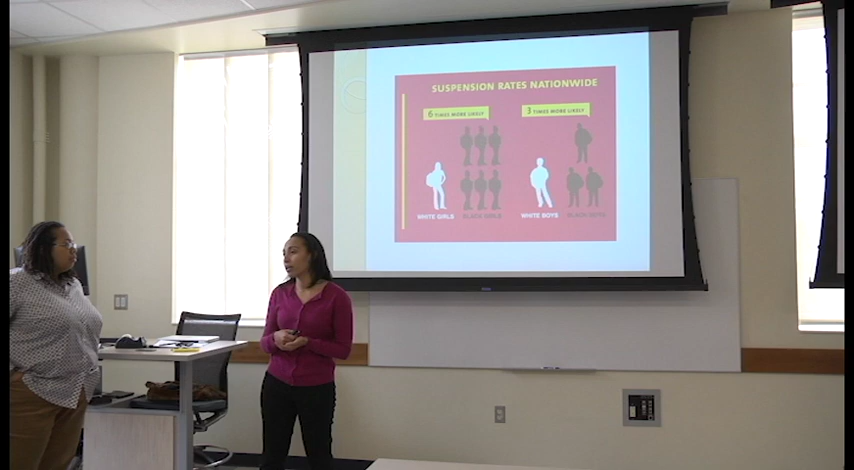 SUSPENSION RATES NATIONWIDE
6 TIMES MORE LIKELY
3 TIMES MORE LIKELY
WHITE GIRLS
BLACK GIRLS
WHITE BOYS
BLACK BOYS